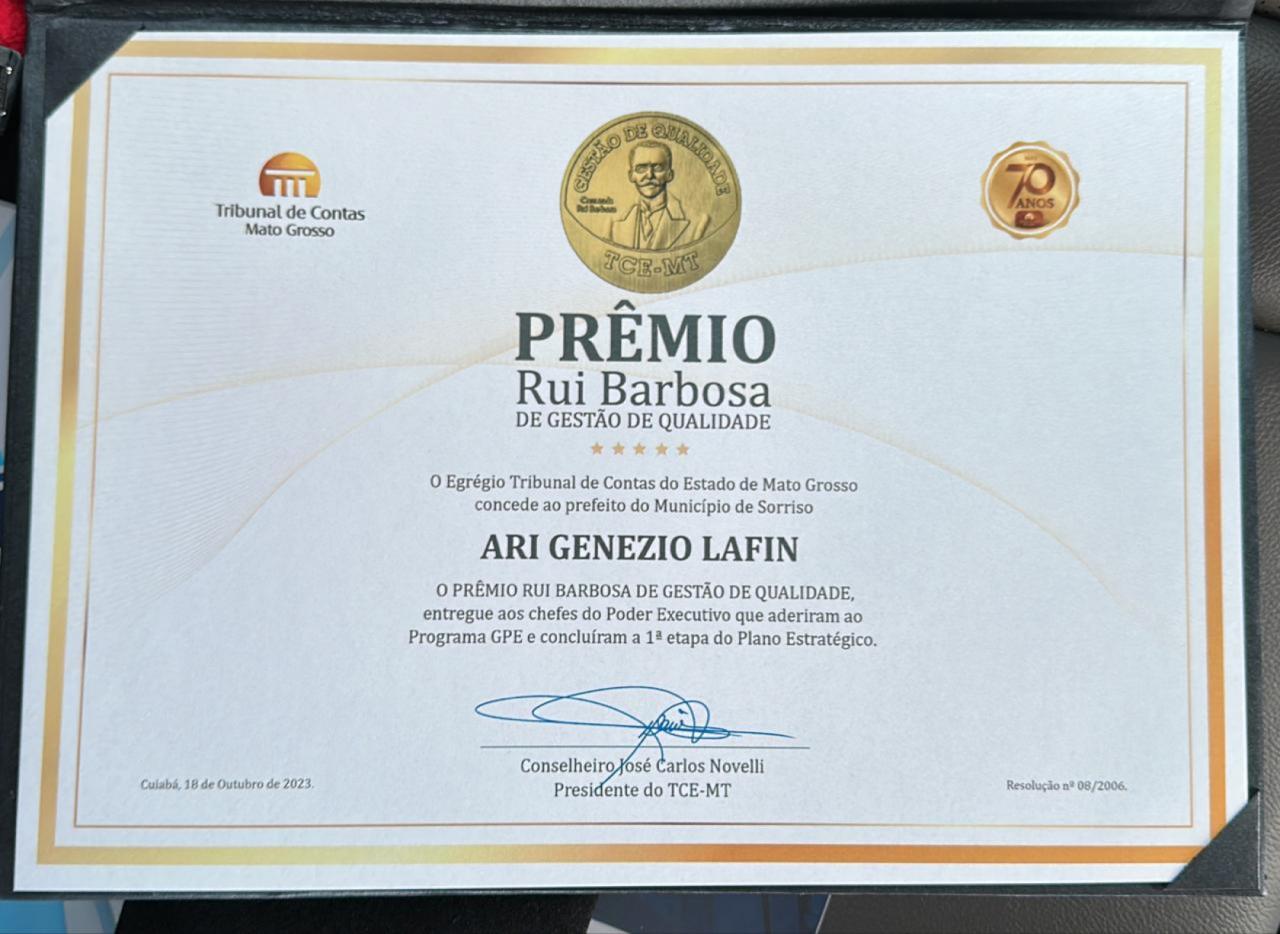 GESTÃO DE QUALIDADE
Comenda
Rui Barbosa
TCE-MT
Tribunal de Contas
Mato Grosso
70
ANOS
PRÊMIO
Rui Barbosa
DE GESTÃO DE QUALIDADE
O Egrégio Tribunal de Contas do Estado de Mato Grosso
concede ao prefeito do Município de Sorriso
ARI GENEZIO LAFIN
O PRÊMIO RUI BARBOSA DE GESTÃO DE QUALIDADE,
entregue aos chefes do Poder Executivo que aderiram ao
Programa GPE e concluíram a 1ª etapa do Plano Estratégico.
Conselheiro José Carlos Novelli
Presidente do TCE-MT
Cuiabá, 18 de Outubro de 2023.
Resolução nº 08/2006.